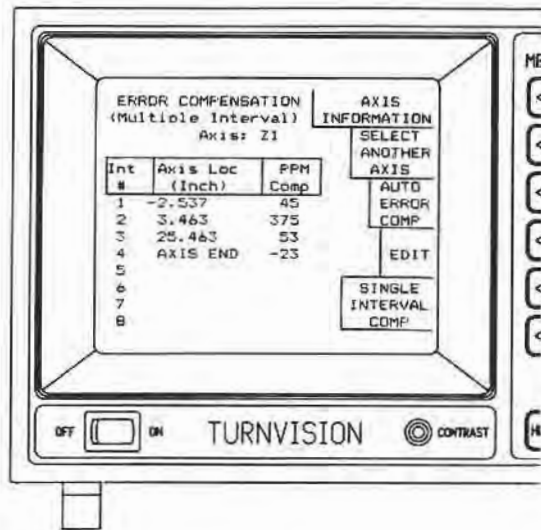 ERROR COMPENSATION
(Multiple Interval)
Axis: Z1
Int # Axis Loc (Inch) PPM Comp
1 -2.537 45
2 3.463 375
3 25.463 53
4 AXIS END -23
5
6
7
8
AXIS
INFORMATION
SELECT
ANOTHER
AXIS
AUTO
ERROR
COMP
EDIT
SINGLE
INTERVAL
COMP
OFF
ON
TURNVISION
CONTRAST